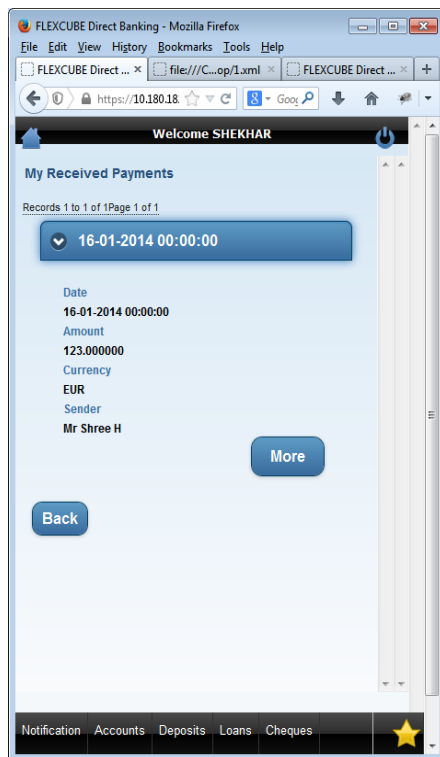 FLEXCUBE Direct Banking - Mozilla Firefox
File Edit View History Bookmarks Tools Help
FLEXCUBE Direct ... × file:///C...op/1.xml × FLEXCUBE Direct ... × +
https://10.180.18. 8 Goog
Welcome SHEKHAR
My Received Payments
Records 1 to 1 of 1Page 1 of 1
16-01-2014 00:00:00
Date
16-01-2014 00:00:00
Amount
123.000000
Currency
EUR
Sender
Mr Shree H
More
Back
Notification Accounts Deposits Loans Cheques